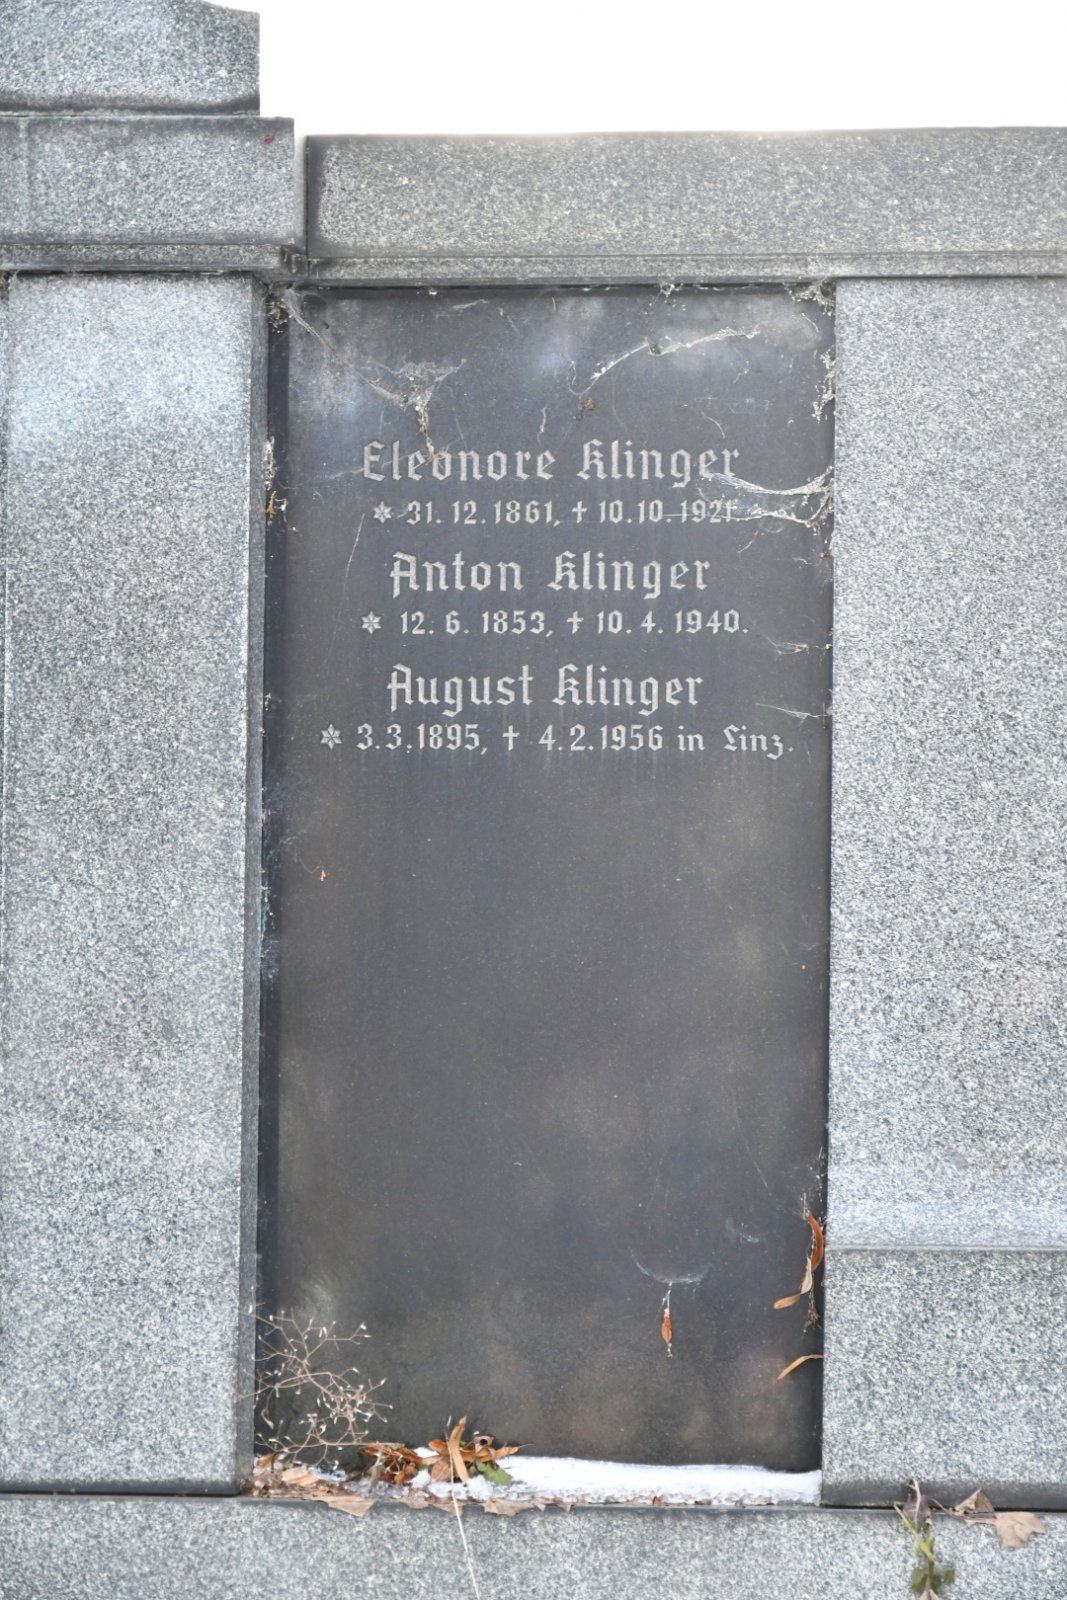 Eleonore Klinger
* 31. 12. 1861, † 10. 10. 1921.
Anton Klinger
* 12. 6. 1853, † 10. 4. 1940.
August Klinger
* 3. 3. 1895, † 4. 2. 1956 in Linz.